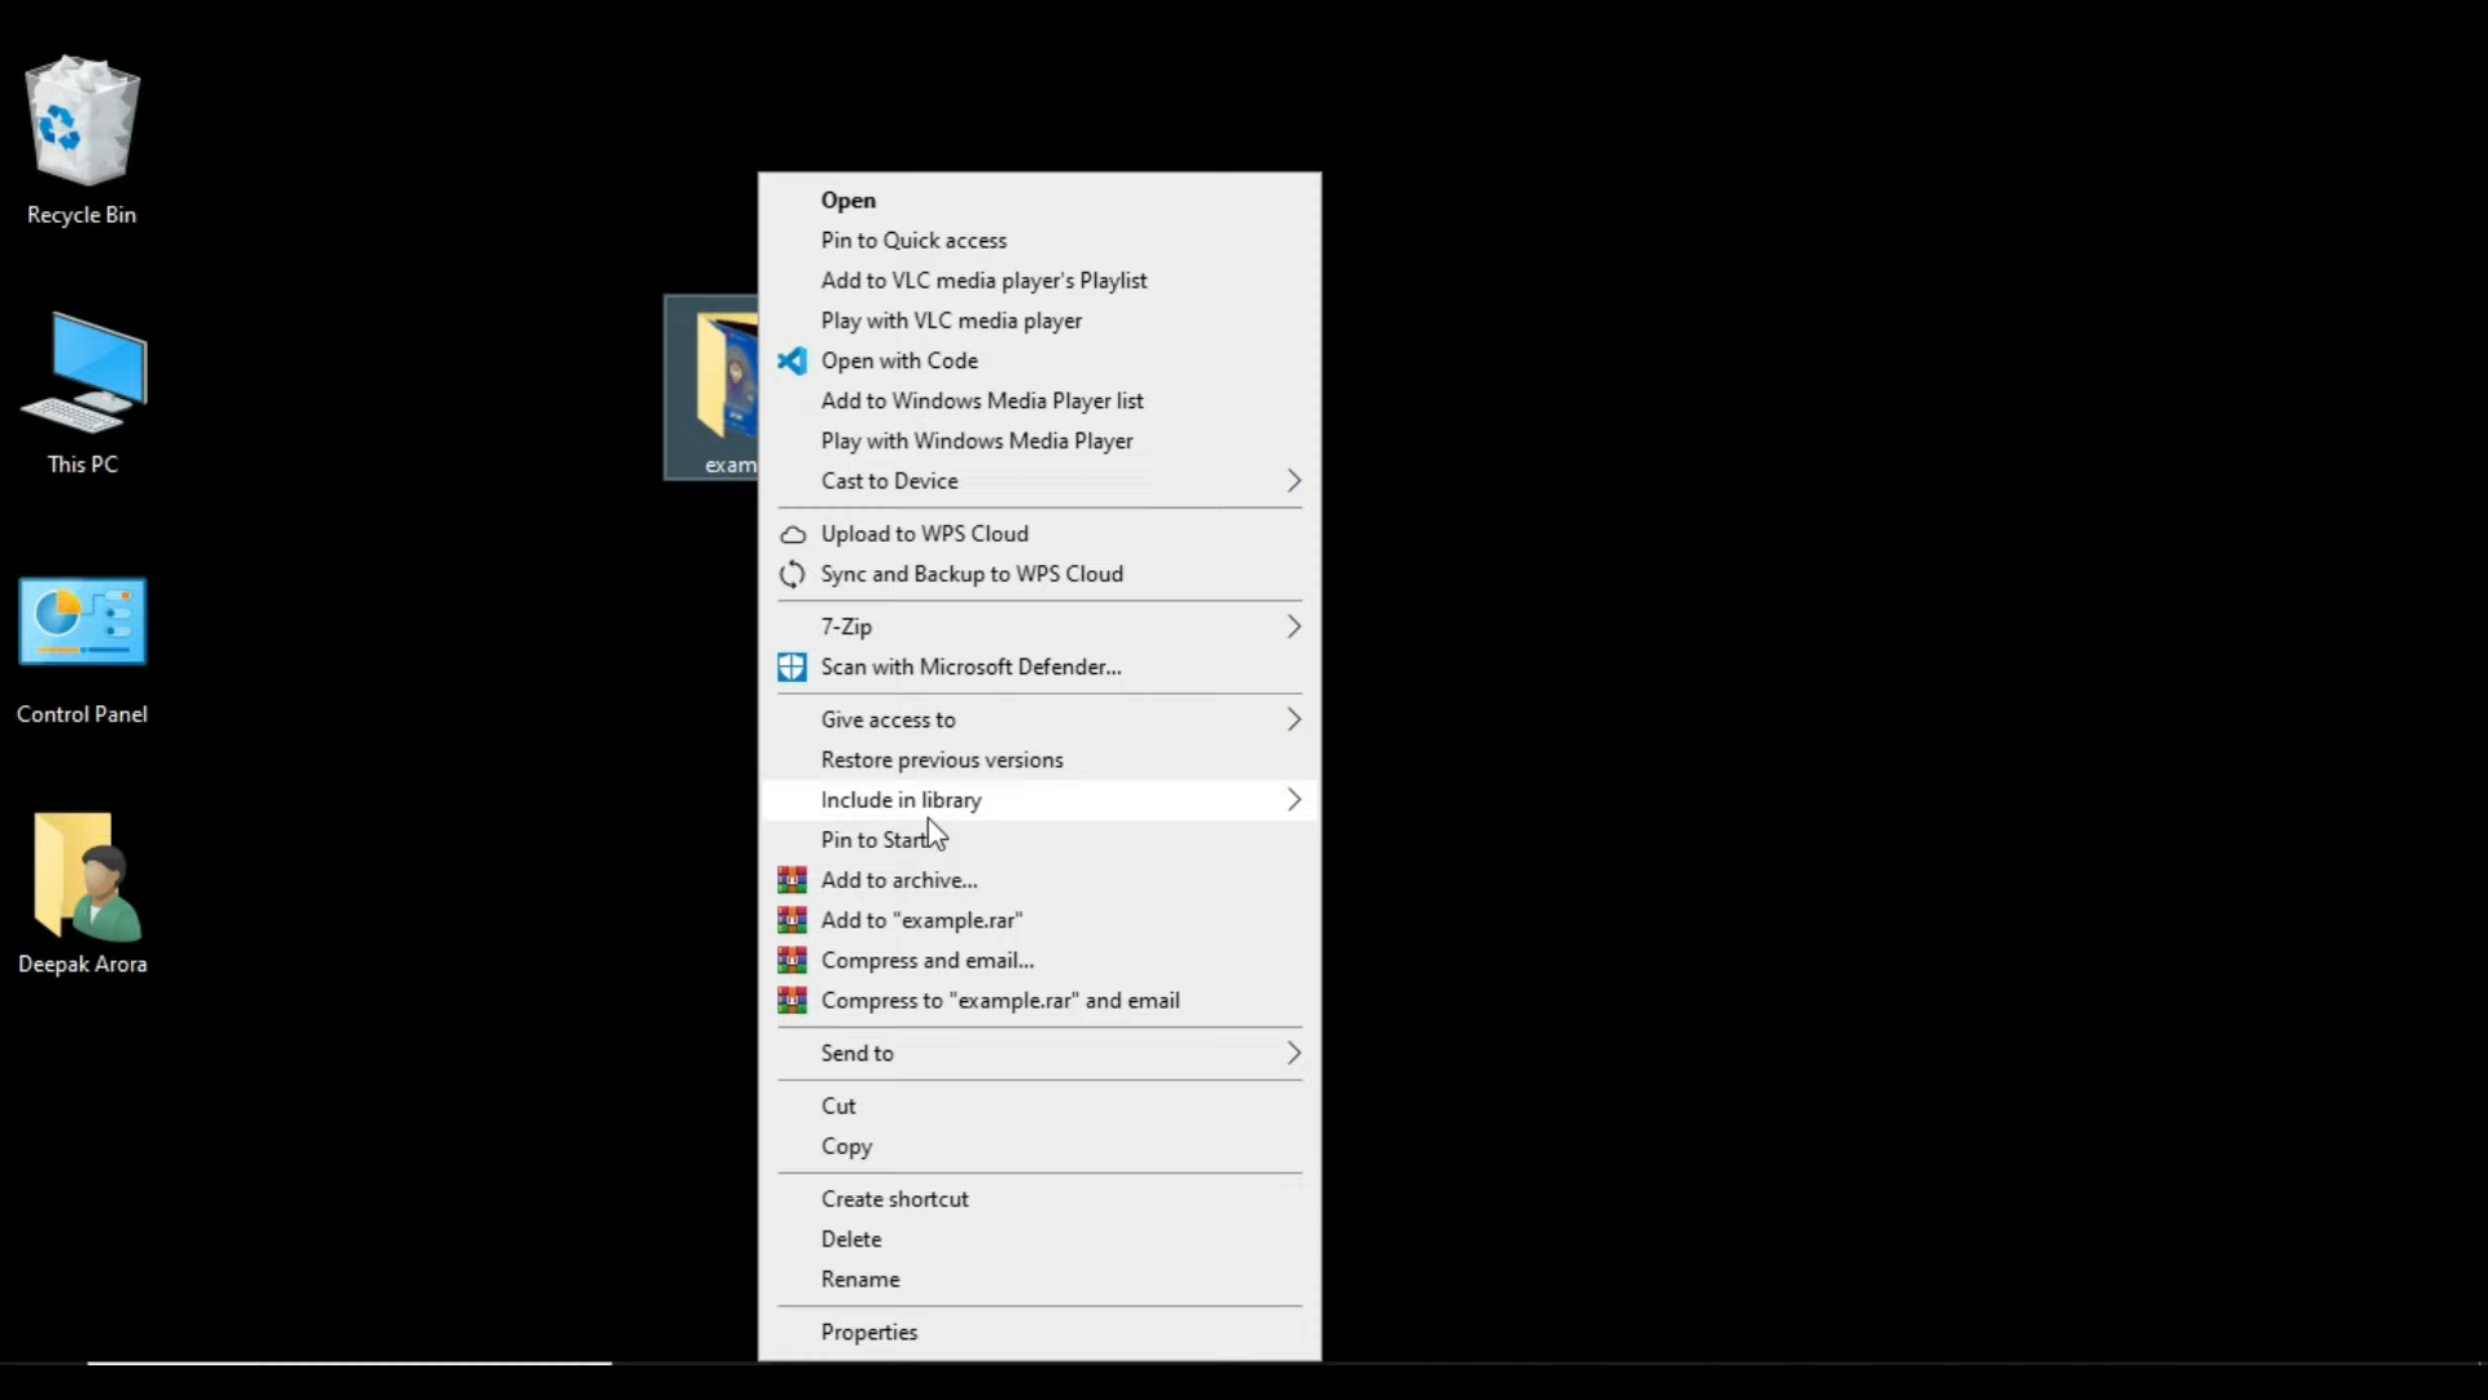 Recycle Bin
This PC
Control Panel
Deepak Arora
exam
Open
Pin to Quick access
Add to VLC media player's Playlist
Play with VLC media player
Open with Code
Add to Windows Media Player list
Play with Windows Media Player
Cast to Device
Upload to WPS Cloud
Sync and Backup to WPS Cloud
7-Zip
Scan with Microsoft Defender...
Give access to
Restore previous versions
Include in library
Pin to Start
Add to archive...
Add to "example.rar"
Compress and email...
Compress to "example.rar" and email
Send to
Cut
Copy
Create shortcut
Delete
Rename
Properties